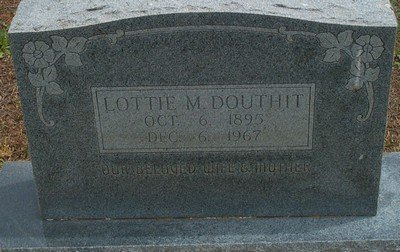 LOTTIE M. DOUTHIT
OCT. 6 1895
DEC. 6 1967
OUR BELOVED WIFE & MOTHER